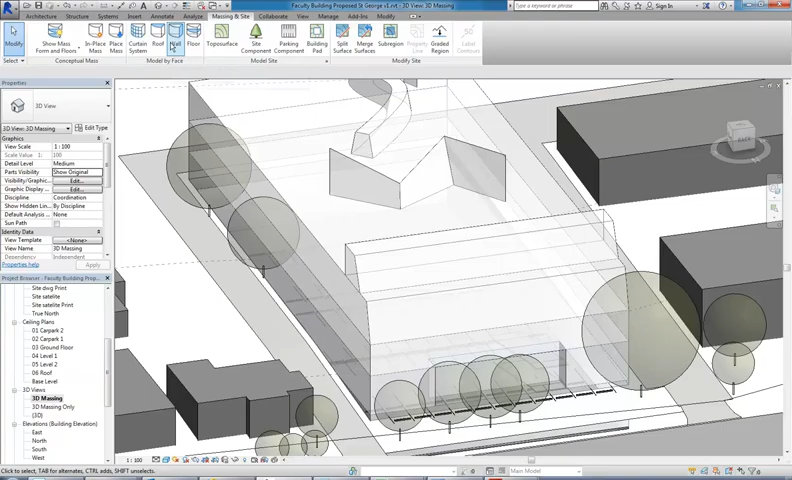 Faculty Building Proposed St George v1.rvt - 3D View: 3D Massing
Type a keyword or phrase
Sign In
Architecture Structure Systems Insert Annotate Analyze Massing & Site Collaborate View Manage Add-Ins Modify
Modify
Show Mass Form and Floors
In-Place Mass
Place Mass
Curtain System
Roof
Wall
Floor
Toposurface
Site Component
Parking Component
Building Pad
Split Surface
Merge Surfaces
Subregion
Property Line
Graded Region
Label Contours
Select
Conceptual Mass
Model by Face
Model Site
Modify Site
Properties
3D View
3D View: 3D Massing
Edit Type
Graphics
View Scale 1 : 100
Scale Value 1: 100
Detail Level Medium
Parts Visibility Show Original
Visibility/Graphic... Edit...
Graphic Display ... Edit...
Discipline Coordination
Show Hidden Lin... By Discipline
Default Analysis ... None
Sun Path
Identity Data
View Template <None>
View Name 3D Massing
Dependency Independent
Properties help
Apply
Project Browser - Faculty Building Propos...
Site dwg Print
Site satelite
Site satelite Print
True North
Ceiling Plans
01 Carpark 2
02 Carpark 1
03 Ground Floor
04 Level 1
05 Level 2
06 Roof
Base Level
3D Views
3D Massing
3D Massing Only
{3D}
Elevations (Building Elevation)
East
North
South
West
1 : 100
Click to select, TAB for alternates, CTRL adds, SHIFT unselects.
:0
Main Model
:0